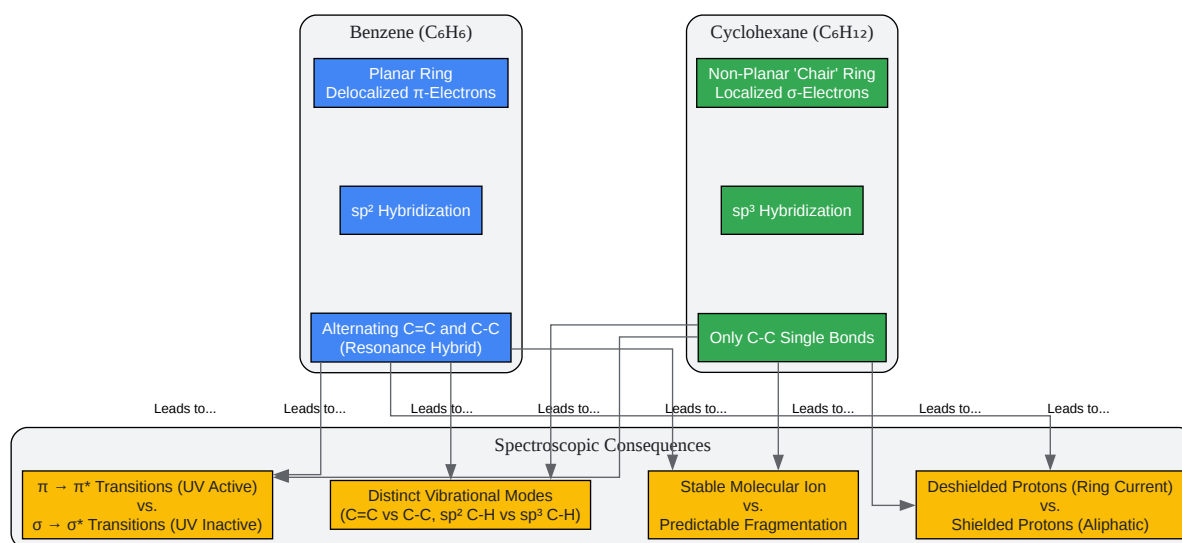 Benzene (C₆H₆)
Cyclohexane (C₆H₁₂)
Planar Ring
Delocalized π-Electrons
Non-Planar 'Chair' Ring
Localized σ-Electrons
sp² Hybridization
sp³ Hybridization
Alternating C=C and C-C
(Resonance Hybrid)
Only C-C Single Bonds
Leads to...
Leads to...
Leads to...
Leads to...
Leads to...
Leads to...
Leads to...
Leads to...
Spectroscopic Consequences
π → π* Transitions (UV Active)
vs.
σ → σ* Transitions (UV Inactive)
Distinct Vibrational Modes
(C=C vs C-C, sp² C-H vs sp³ C-H)
Stable Molecular Ion
vs.
Predictable Fragmentation
Deshielded Protons (Ring Current)
vs.
Shielded Protons (Aliphatic)